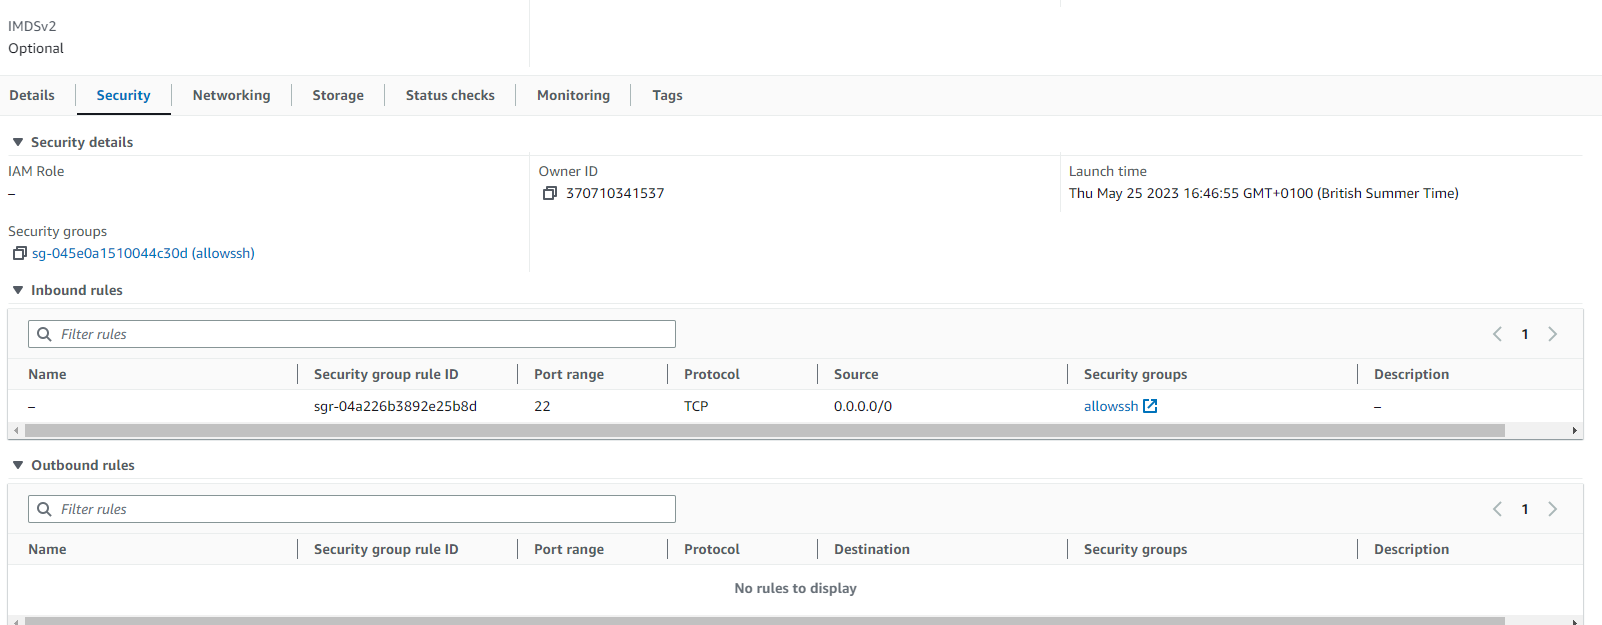 IMDSv2
Optional
Details Security Networking Storage Status checks Monitoring Tags
Security details
IAM Role Owner ID Launch time
– 370710341537 Thu May 25 2023 16:46:55 GMT+0100 (British Summer Time)
Security groups
sg-045e0a1510044c30d (allowssh)
Inbound rules
Filter rules 1
Name Security group rule ID Port range Protocol Source Security groups Description
– sgr-04a226b3892e25b8d 22 TCP 0.0.0.0/0 allowssh –
Outbound rules
Filter rules 1
Name Security group rule ID Port range Protocol Destination Security groups Description
No rules to display